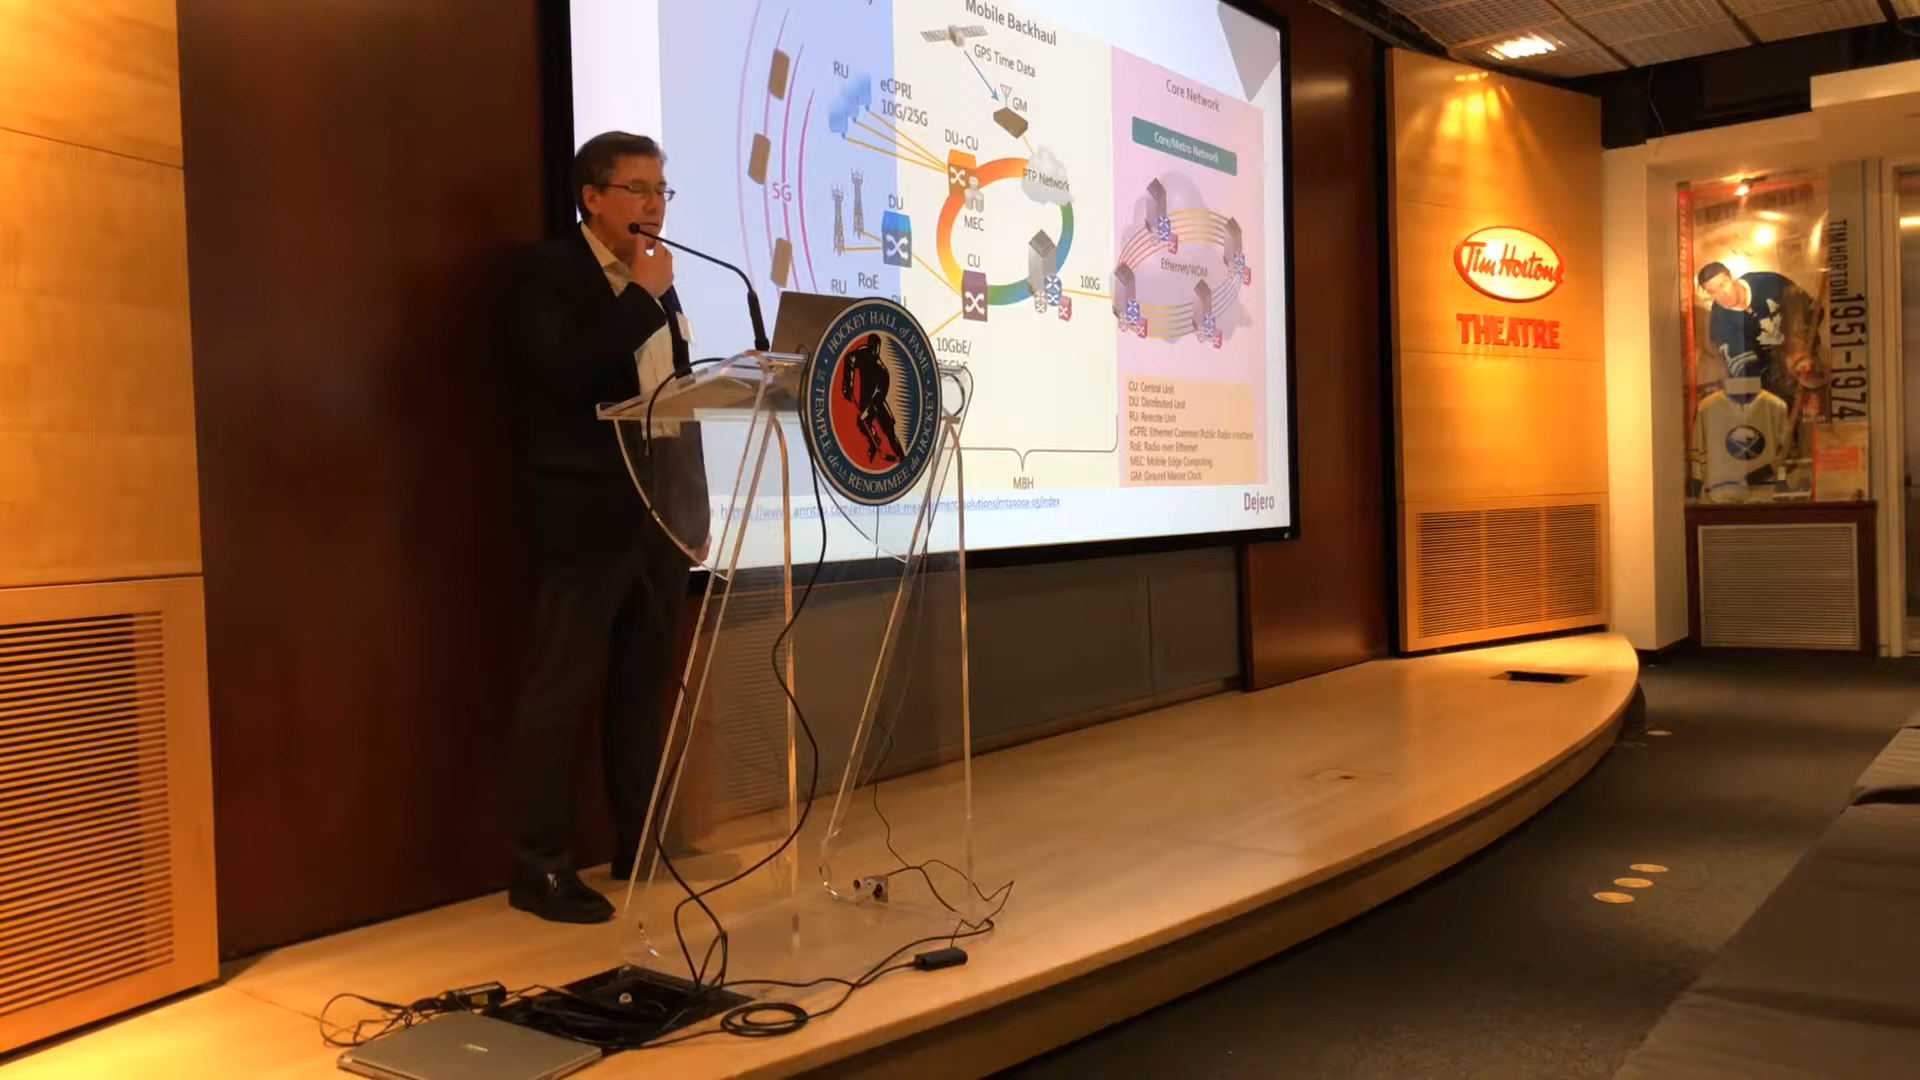 Mobile Backhaul
GPS Time Data
GM
RU
eCPRI
10G/25G
DU+CU
PTP Network
MEC
5G
DU
RU
RoE
CU
100G
10GbE/
MBH
Core Network
Core/Metro Network
Ethernet/WDM
CU: Central Unit
DU: Distributed Unit
RU: Remote Unit
eCPRI: Ethernet Common Public Radio Interface
RoE: Radio over Ethernet
MEC: Mobile Edge Computing
GM: Ground Master Clock
Dejero
HOCKEY HALL of FAME
LE TEMPLE de LA RENOMMEE du HOCKEY
Tim Hortons
THEATRE
TIM HORTON
1951-1974